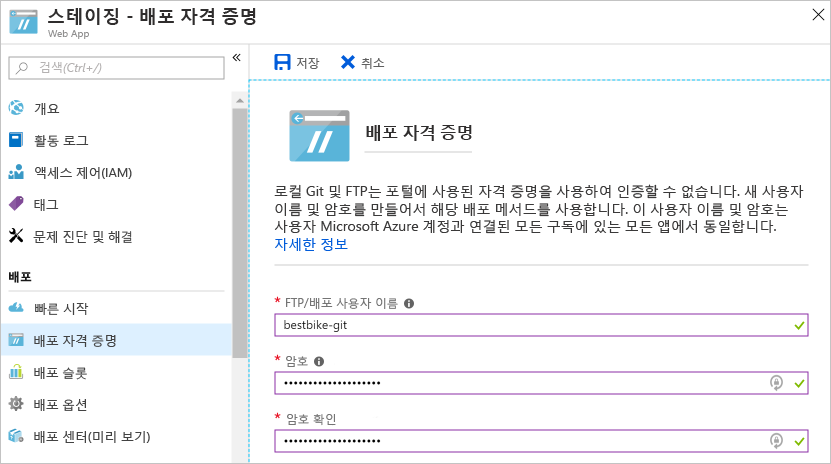 스테이징 - 배포 자격 증명
Web App
검색(Ctrl+/)
«
개요
활동 로그
액세스 제어(IAM)
태그
문제 진단 및 해결
배포
빠른 시작
배포 자격 증명
배포 슬롯
배포 옵션
배포 센터(미리 보기)
저장
취소
배포 자격 증명
로컬 Git 및 FTP는 포털에 사용된 자격 증명을 사용하여 인증할 수 없습니다. 새 사용자
이름 및 암호를 만들어서 해당 배포 메서드를 사용합니다. 이 사용자 이름 및 암호는
사용자 Microsoft Azure 계정과 연결된 모든 구독에 있는 모든 앱에서 동일합니다.
자세한 정보
* FTP/배포 사용자 이름
bestbike-git
* 암호
••••••••••••••••••••
* 암호 확인
••••••••••••••••••••